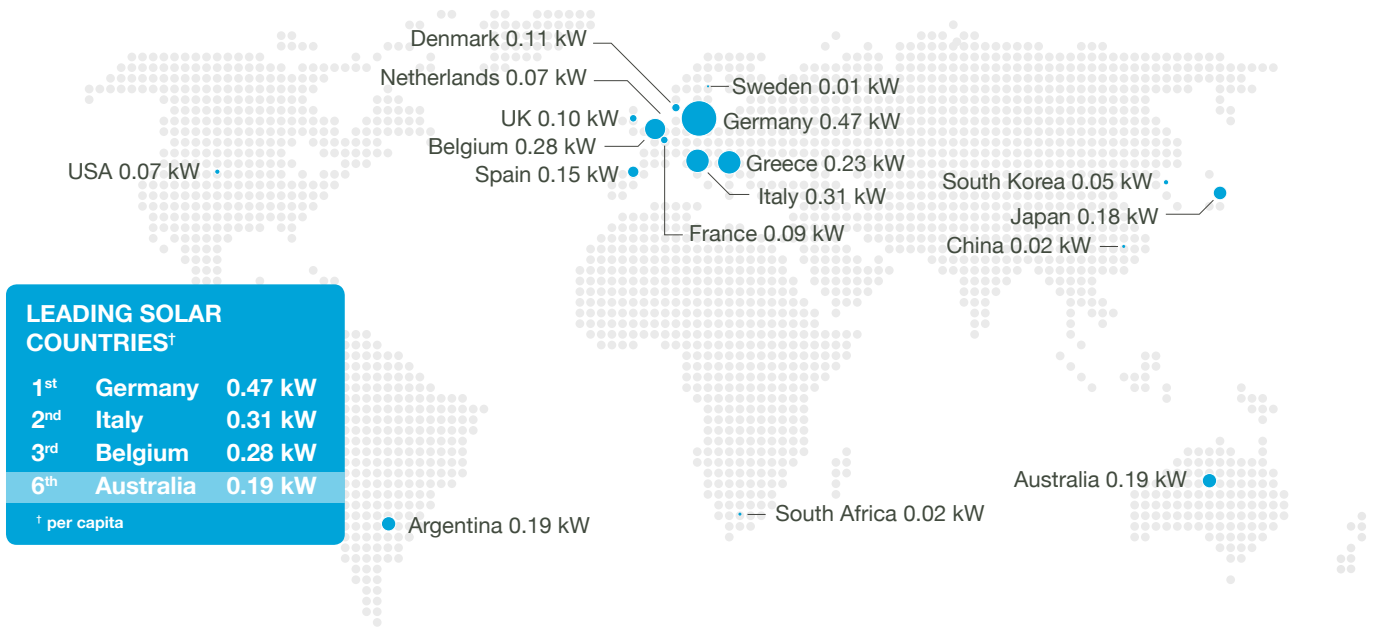 Denmark 0.11 kW
Netherlands 0.07 kW
Sweden 0.01 kW
UK 0.10 kW
Germany 0.47 kW
Belgium 0.28 kW
Greece 0.23 kW
USA 0.07 kW
Spain 0.15 kW
South Korea 0.05 kW
Italy 0.31 kW
Japan 0.18 kW
France 0.09 kW
China 0.02 kW
LEADING SOLAR
COUNTRIES†
1st Germany 0.47 kW
2nd Italy 0.31 kW
3rd Belgium 0.28 kW
6th Australia 0.19 kW
† per capita
Australia 0.19 kW
South Africa 0.02 kW
Argentina 0.19 kW